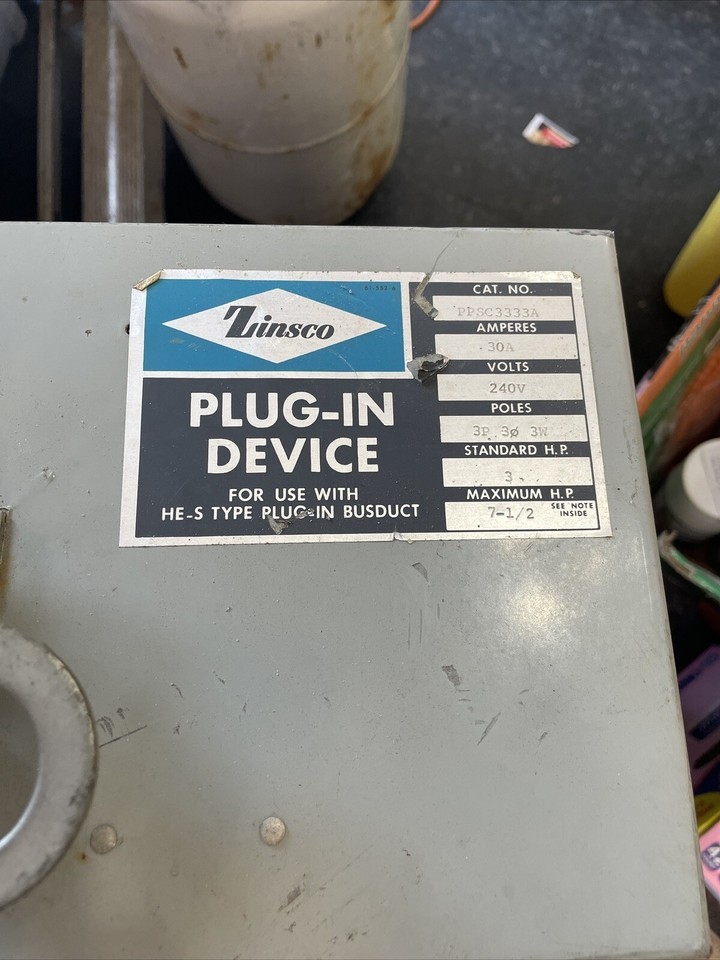 Zinsco
PLUG-IN
DEVICE
FOR USE WITH
HE-S TYPE PLUG-IN BUSDUCT
CAT. NO.
PPSC3333A
AMPERES
30A
VOLTS
240V
POLES
3P 3ø 3W
STANDARD H.P.
3
MAXIMUM H.P.
7-1/2
SEE NOTE
INSIDE